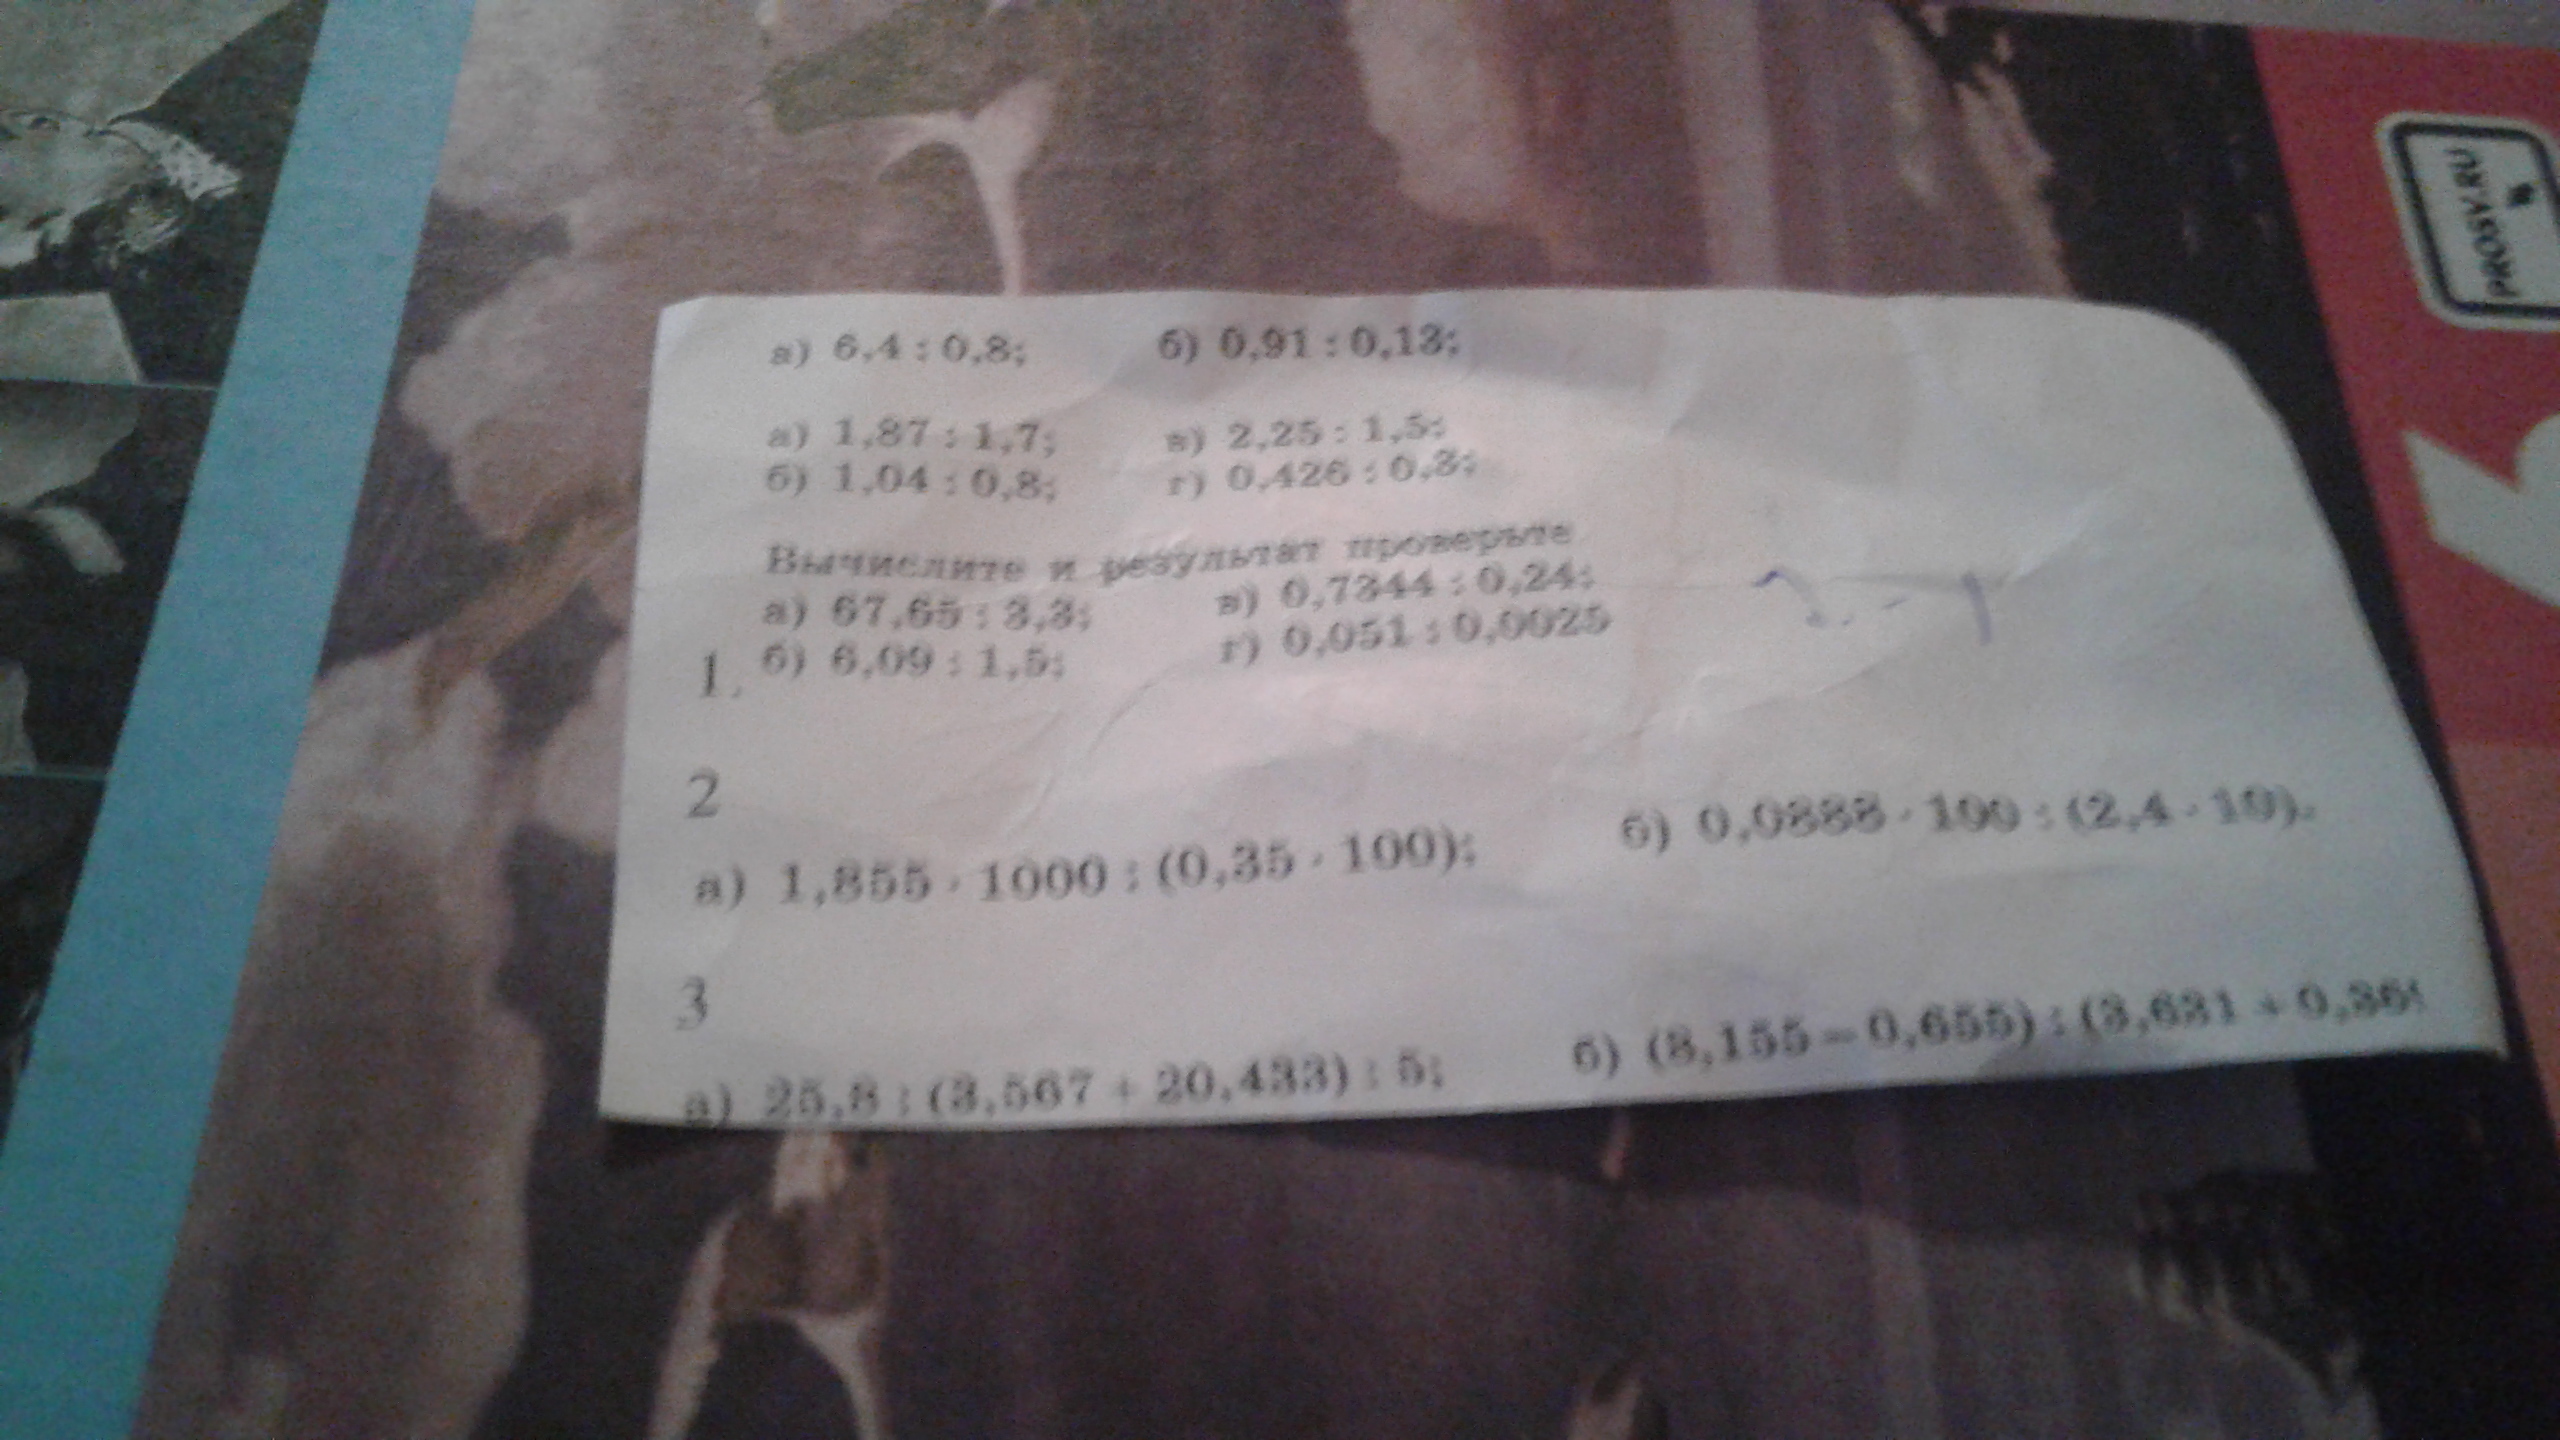 а) 6,4 : 0,8; б) 0,91 : 0,13;
а) 1,87 : 1,7; в) 2,25 : 1,5;
б) 1,04 : 0,8; г) 0,426 : 0,3;
Вычислите и результат проверьте
а) 67,65 : 3,3; в) 0,7344 : 0,24;
1. б) 6,09 : 1,5; г) 0,051 : 0,0025
2
а) 1,855 · 1000 : (0,35 · 100); б) 0,0888 · 100 : (2,4 · 10).
3
а) 25,8 : (3,567 + 20,433) : 5; б) (8,155 – 0,655) : (3,631 + 0,36
PROSV.RU